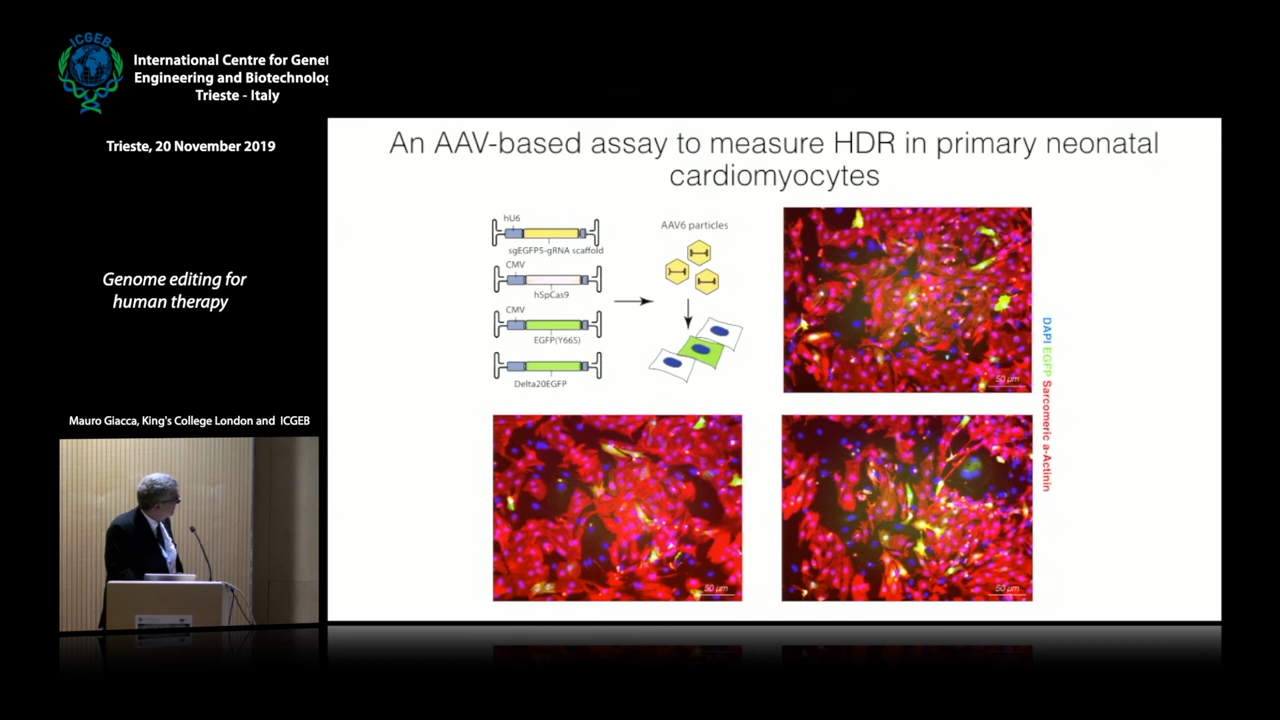 ICGEB
International Centre for Genet
Engineering and Biotechnolog
Trieste - Italy
Trieste, 20 November 2019
Genome editing for
human therapy
Mauro Giacca, King's College London and ICGEB
An AAV-based assay to measure HDR in primary neonatal
cardiomyocytes
hU6
sgEGFP5-gRNA scaffold
CMV
hSpCas9
CMV
EGFP(Y66S)
Delta20EGFP
AAV6 particles
50 µm
50 µm
50 µm
DAPI EGFP Sarcomeric a-Actinin